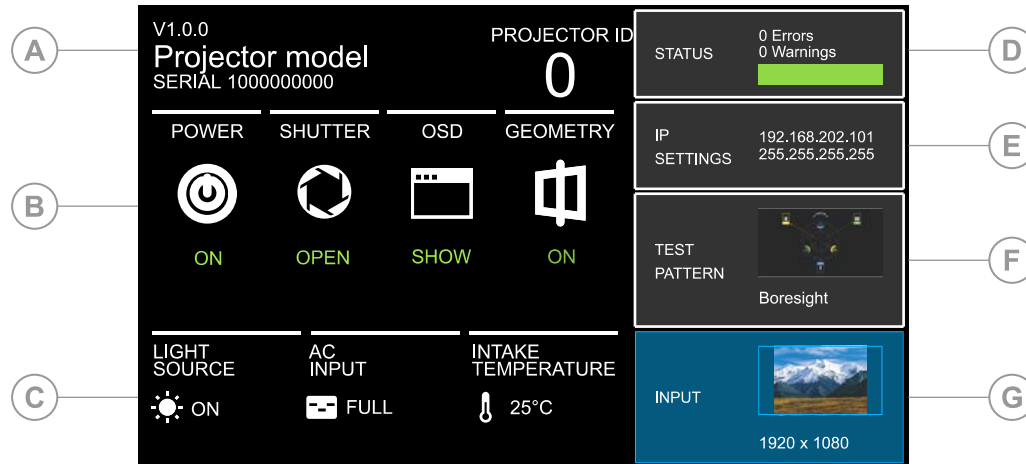 A
V1.0.0
Projector model
SERIAL 1000000000
PROJECTOR ID
0
STATUS
0 Errors
0 Warnings
D
IP
SETTINGS
192.168.202.101
255.255.255.255
E
B
POWER
ON
SHUTTER
OPEN
OSD
SHOW
GEOMETRY
ON
TEST
PATTERN
Boresight
F
C
LIGHT
SOURCE
ON
AC
INPUT
FULL
INTAKE
TEMPERATURE
25°C
INPUT
1920 x 1080
G